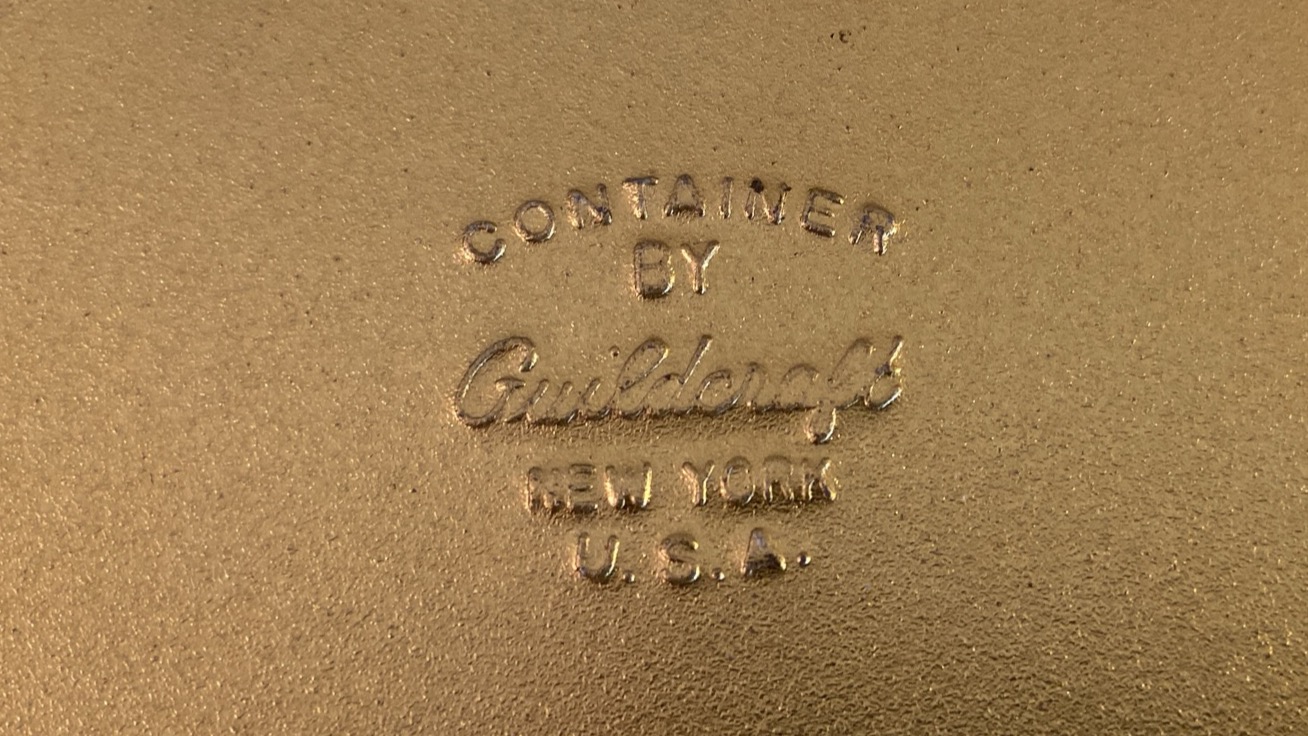 CONTAINER
BY
Guildcraft
NEW YORK
U.S.A.